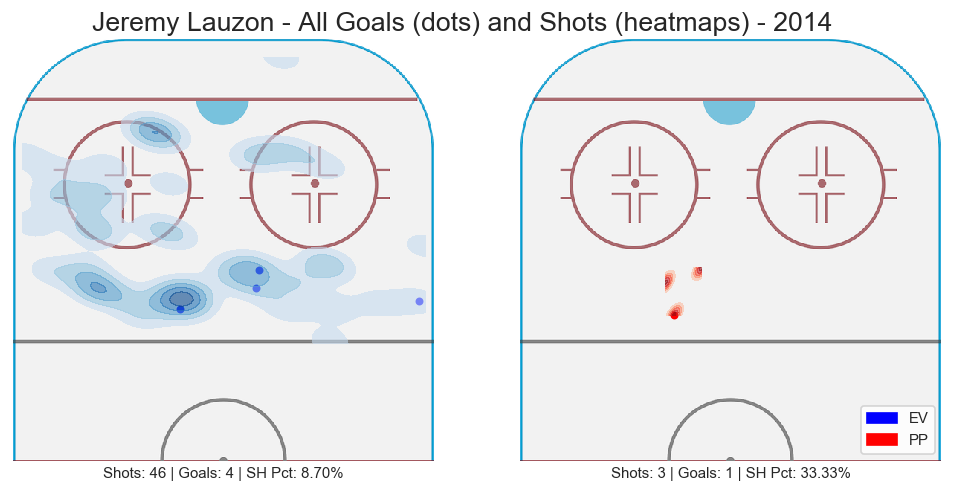 Jeremy Lauzon - All Goals (dots) and Shots (heatmaps) - 2014
EV
PP
Shots: 46 | Goals: 4 | SH Pct: 8.70%
Shots: 3 | Goals: 1 | SH Pct: 33.33%